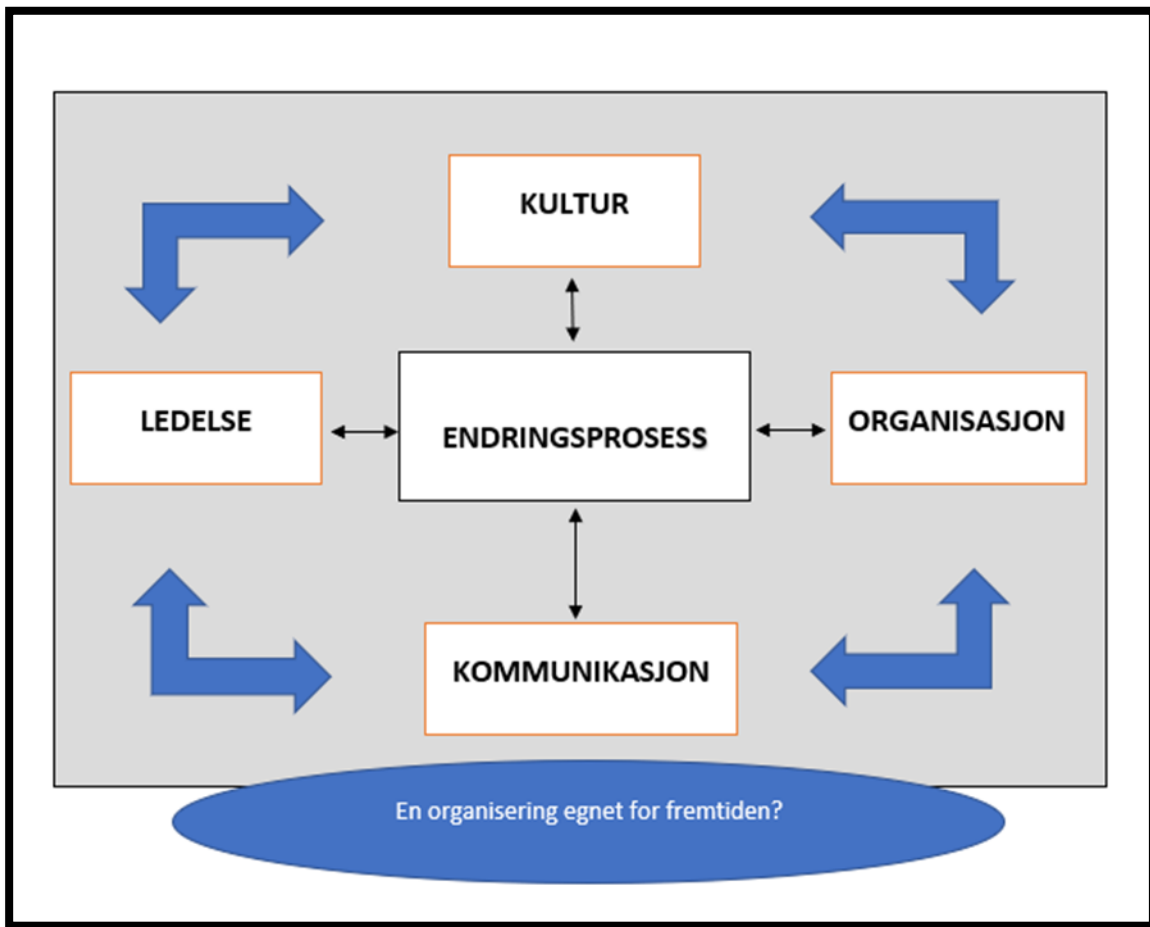 KULTUR
LEDELSE
ENDRINGSPROSESS
ORGANISASJON
KOMMUNIKASJON
En organisering egnet for fremtiden?